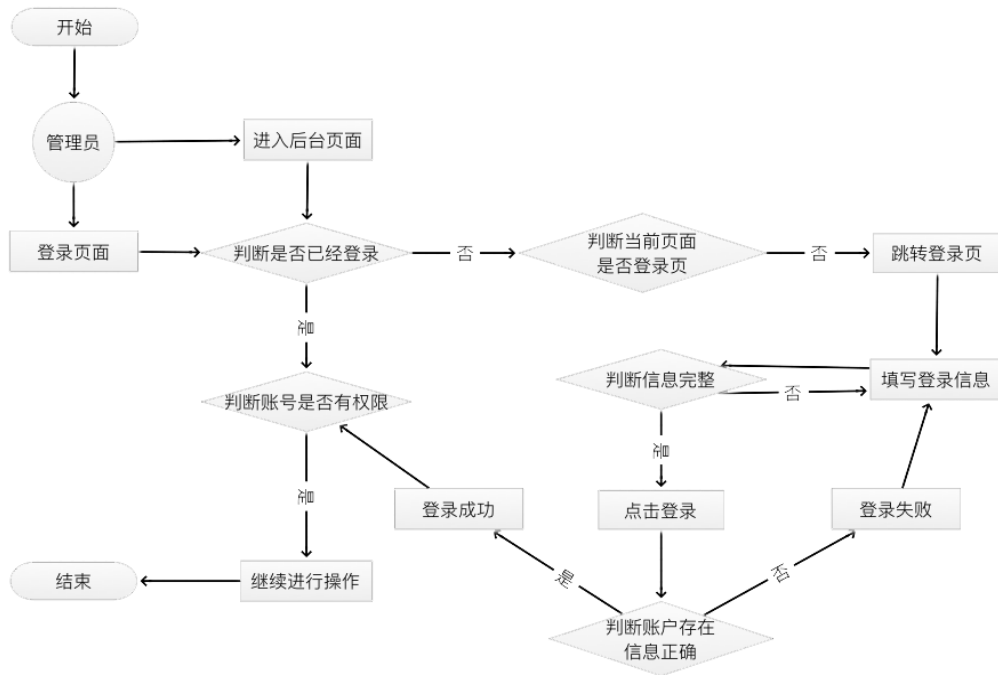 开始
管理员
进入后台页面
登录页面
判断是否已经登录
否
判断当前页面
是否登录页
否
跳转登录页
是
判断信息完整
否
填写登录信息
判断账号是否有权限
是
是
登录成功
点击登录
登录失败
结束
继续进行操作
是
否
判断账户存在
信息正确